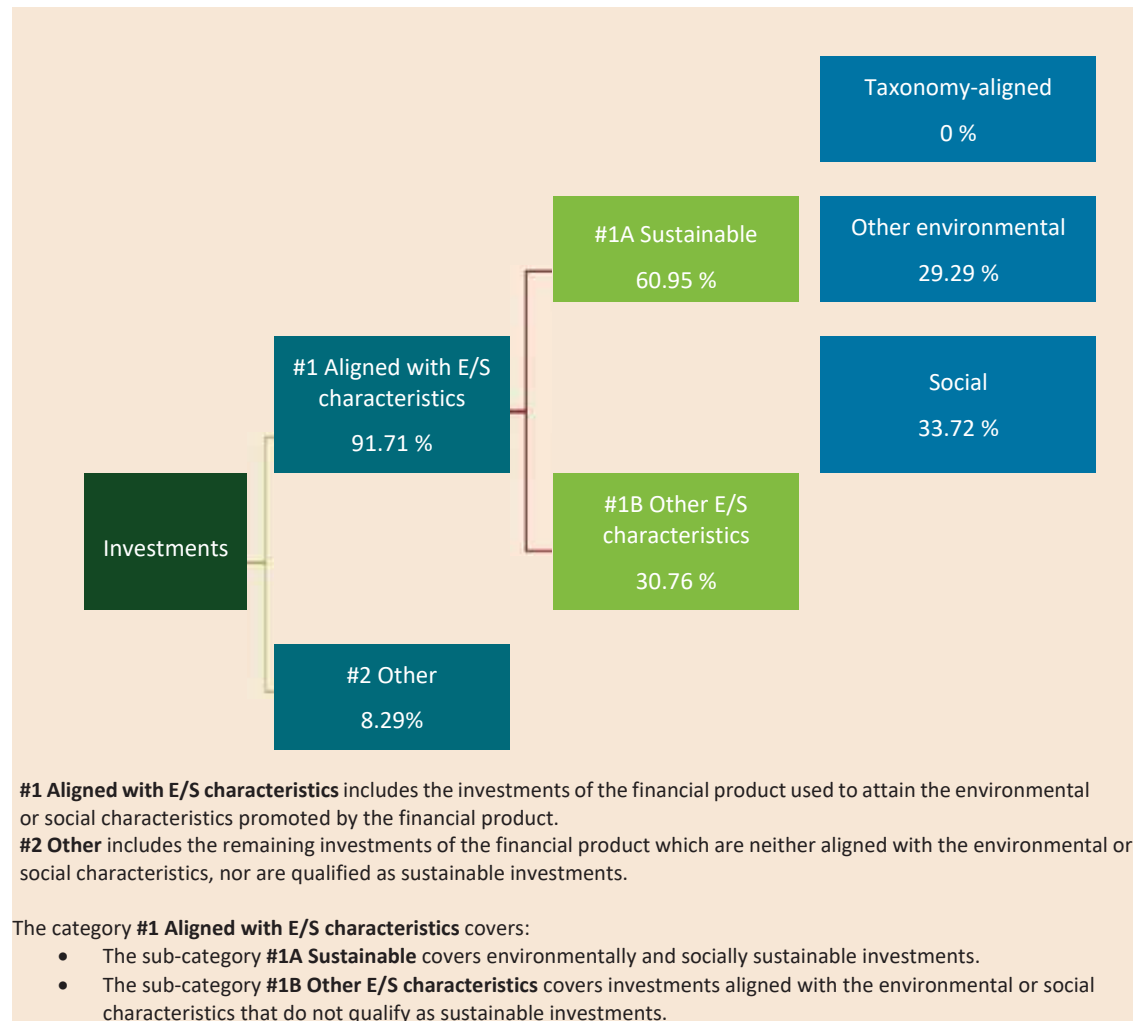 Taxonomy-aligned
0 %
#1A Sustainable
60.95 %
Other environmental
29.29 %
#1 Aligned with E/S
characteristics
91.71 %
Social
33.72 %
Investments
#1B Other E/S
characteristics
30.76 %
#2 Other
8.29%
#1 Aligned with E/S characteristics includes the investments of the financial product used to attain the environmental
or social characteristics promoted by the financial product.
#2 Other includes the remaining investments of the financial product which are neither aligned with the environmental or
social characteristics, nor are qualified as sustainable investments.
The category #1 Aligned with E/S characteristics covers:
• The sub-category #1A Sustainable covers environmentally and socially sustainable investments.
• The sub-category #1B Other E/S characteristics covers investments aligned with the environmental or social
characteristics that do not qualify as sustainable investments.